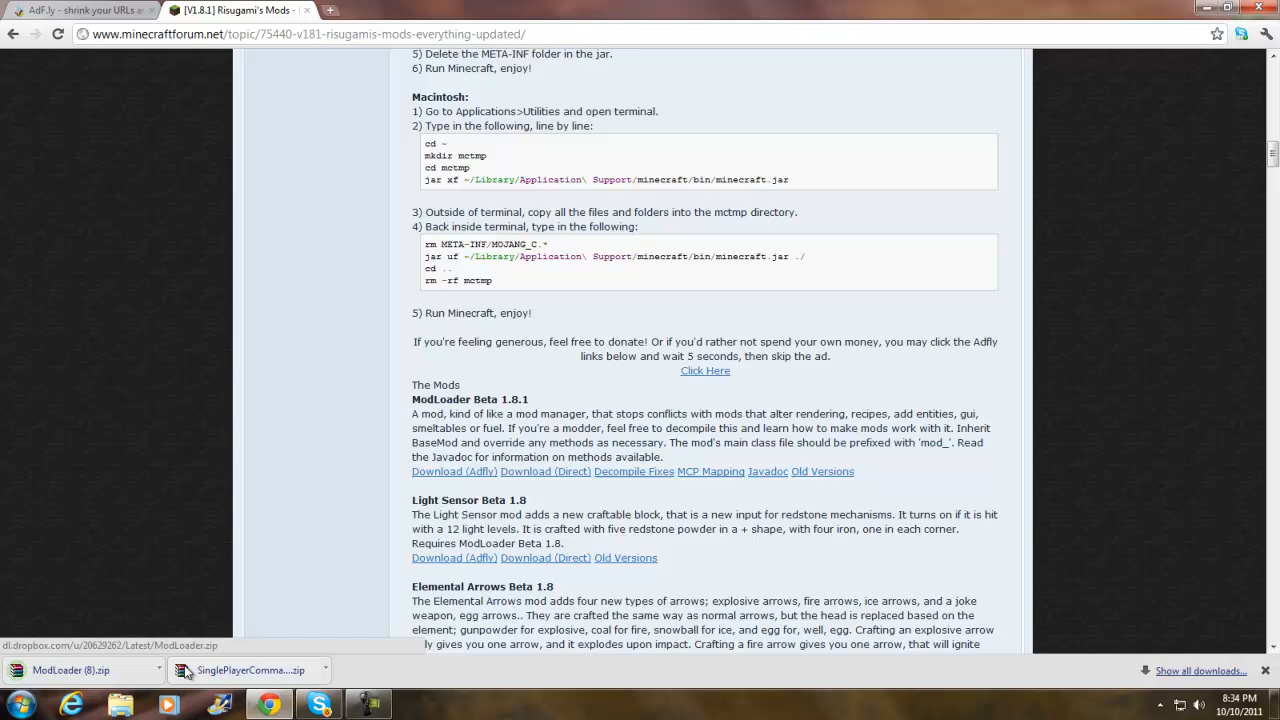 AdF.ly - shrink your URLs a
[V1.8.1] Risugami's Mods -
www.minecraftforum.net/topic/75440-v181-risugamis-mods-everything-updated/
5) Delete the META-INF folder in the jar.
6) Run Minecraft, enjoy!
Macintosh:
1) Go to Applications>Utilities and open terminal.
2) Type in the following, line by line:
cd ~
mkdir mctmp
cd mctmp
jar xf ~/Library/Application\ Support/minecraft/bin/minecraft.jar
3) Outside of terminal, copy all the files and folders into the mctmp directory.
4) Back inside terminal, type in the following:
rm META-INF/MOJANG_C.*
jar uf ~/Library/Application\ Support/minecraft/bin/minecraft.jar ./
cd ..
rm -rf mctmp
5) Run Minecraft, enjoy!
If you're feeling generous, feel free to donate! Or if you'd rather not spend your own money, you may click the Adfly
links below and wait 5 seconds, then skip the ad.
Click Here
The Mods
ModLoader Beta 1.8.1
A mod, kind of like a mod manager, that stops conflicts with mods that alter rendering, recipes, add entities, gui,
smeltables or fuel. If you're a modder, feel free to decompile this and learn how to make mods work with it. Inherit
BaseMod and override any methods as necessary. The mod's main class file should be prefixed with 'mod_'. Read
the Javadoc for information on methods available.
Download (Adfly) Download (Direct) Decompile Fixes MCP Mapping Javadoc Old Versions
Light Sensor Beta 1.8
The Light Sensor mod adds a new craftable block, that is a new input for redstone mechanisms. It turns on if it is hit
with a 12 light levels. It is crafted with five redstone powder in a + shape, with four iron, one in each corner.
Requires ModLoader Beta 1.8.
Download (Adfly) Download (Direct) Old Versions
Elemental Arrows Beta 1.8
The Elemental Arrows mod adds four new types of arrows; explosive arrows, fire arrows, ice arrows, and a joke
weapon, egg arrows.. They are crafted the same way as normal arrows, but the head is replaced based on the
element; gunpowder for explosive, coal for fire, snowball for ice, and egg for, well, egg. Crafting an explosive arrow
ly gives you one arrow, and it explodes upon impact. Crafting a fire arrow gives you one arrow, that will ignite
dl.dropbox.com/u/20629262/Latest/ModLoader.zip
ModLoader (8).zip
SinglePlayerComma....zip
Show all downloads...
8:34 PM
10/10/2011